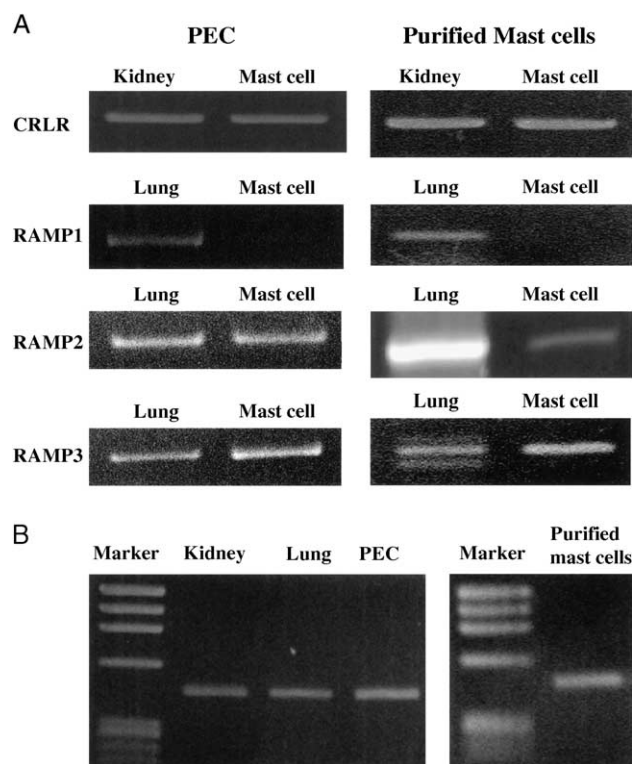 A
PEC Purified Mast cells
Kidney Mast cell Kidney Mast cell
CRLR
Lung Mast cell Lung Mast cell
RAMP1
Lung Mast cell Lung Mast cell
RAMP2
Lung Mast cell Lung Mast cell
RAMP3
B
Marker Kidney Lung PEC Marker Purified
mast cells